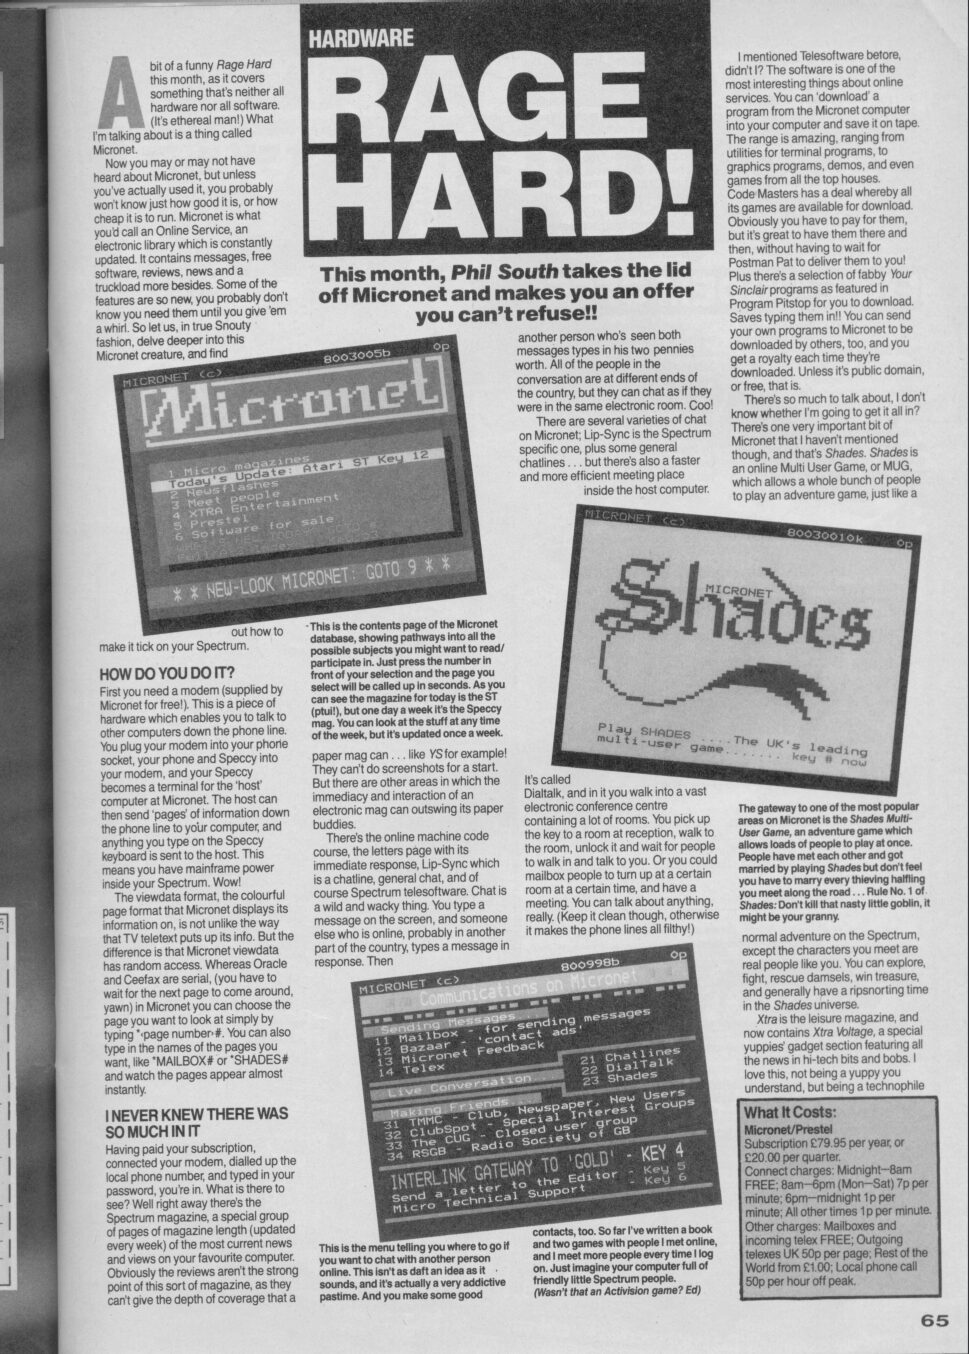 HARDWARE
RAGE
HARD!
This month, Phil South takes the lid
off Micronet and makes you an offer
you can't refuse!!
A bit of a funny Rage Hard
this month, as it covers
something that's neither all
hardware nor all software.
(It's ethereal man!) What
I'm talking about is a thing called
Micronet.
Now you may or may not have
heard about Micronet, but unless
you've actually used it, you probably
won't know just how good it is, or how
cheap it is to run. Micronet is what
you'd call an Online Service, an
electronic library which is constantly
updated. It contains messages, free
software, reviews, news and a
truckload more besides. Some of the
features are so new, you probably don't
know you need them until you give 'em
a whirl. So let us, in true Snouty
fashion, delve deeper into this
Micronet creature, and find
MICRONET (c) 8003005b 0p
Micronet
1 Micro magazines
Today's Update: Atari ST Key 12
2 Newsflashes
3 Meet people
4 XTRA Entertainment
5 Prestel
6 Software for sale
* * NEW-LOOK MICRONET: GOTO 9 * *
out how to
make it tick on your Spectrum.
HOW DO YOU DO IT?
First you need a modem (supplied by
Micronet for free!). This is a piece of
hardware which enables you to talk to
other computers down the phone line.
You plug your modem into your phone
socket, your phone and Speccy into
your modem, and your Speccy
becomes a terminal for the 'host'
computer at Micronet. The host can
then send 'pages' of information down
the phone line to your computer, and
anything you type on the Speccy
keyboard is sent to the host. This
means you have mainframe power
inside your Spectrum. Wow!
The viewdata format, the colourful
page format that Micronet displays its
information on, is not unlike the way
that TV teletext puts up its info. But the
difference is that Micronet viewdata
has random access. Whereas Oracle
and Ceefax are serial, (you have to
wait for the next page to come around,
yawn) in Micronet you can choose the
page you want to look at simply by
typing *‹page number›#. You can also
type in the names of the pages you
want, like *MAILBOX# or *SHADES#
and watch the pages appear almost
instantly.
I NEVER KNEW THERE WAS
SO MUCH IN IT
Having paid your subscription,
connected your modem, dialled up the
local phone number, and typed in your
password, you're in. What is there to
see? Well right away there's the
Spectrum magazine, a special group
of pages of magazine length (updated
every week) of the most current news
and views on your favourite computer.
Obviously the reviews aren't the strong
point of this sort of magazine, as they
can't give the depth of coverage that a
This is the contents page of the Micronet
database, showing pathways into all the
possible subjects you might want to read/
participate in. Just press the number in
front of your selection and the page you
select will be called up in seconds. As you
can see the magazine for today is the ST
(ptui!), but one day a week it's the Speccy
mag. You can look at the stuff at any time
of the week, but it's updated once a week.
paper mag can . . . like YS for example!
They can't do screenshots for a start.
But there are other areas in which the
immediacy and interaction of an
electronic mag can outswing its paper
buddies.
There's the online machine code
course, the letters page with its
immediate response, Lip-Sync which
is a chatline, general chat, and of
course Spectrum telesoftware. Chat is
a wild and wacky thing. You type a
message on the screen, and someone
else who is online, probably in another
part of the country, types a message in
response. Then
another person who's seen both
messages types in his two pennies
worth. All of the people in the
conversation are at different ends of
the country, but they can chat as if they
were in the same electronic room. Coo!
There are several varieties of chat
on Micronet; Lip-Sync is the Spectrum
specific one, plus some general
chatlines . . . but there's also a faster
and more efficient meeting place
inside the host computer.
It's called
Dialtalk, and in it you walk into a vast
electronic conference centre
containing a lot of rooms. You pick up
the key to a room at reception, walk to
the room, unlock it and wait for people
to walk in and talk to you. Or you could
mailbox people to turn up at a certain
room at a certain time, and have a
meeting. You can talk about anything,
really. (Keep it clean though, otherwise
it makes the phone lines all filthy!)
MICRONET (c) 800998b 0p
Communications on Micronet
Sending Messages...
11 Mailbox - for sending messages
12 Bazaar - 'contact ads'
13 Micronet Feedback
14 Telex
Live Conversation
21 Chatlines
22 DialTalk
23 Shades
Making Friends...
31 TMMC - Club, Newspaper, New Users
32 ClubSpot - Special Interest Groups
33 The CUG - Closed user group
34 RSGB - Radio Society of GB
INTERLINK GATEWAY TO 'GOLD' - KEY 4
Send a letter to the Editor - Key 5
Micro Technical Support - Key 6
This is the menu telling you where to go if
you want to chat with another person
online. This isn't as daft an idea as it
sounds, and it's actually a very addictive
pastime. And you make some good
contacts, too. So far I've written a book
and two games with people I met online,
and I meet more people every time I log
on. Just imagine your computer full of
friendly little Spectrum people.
(Wasn't that an Activision game? Ed)
I mentioned Telesoftware before,
didn't I? The software is one of the
most interesting things about online
services. You can 'download' a
program from the Micronet computer
into your computer and save it on tape.
The range is amazing, ranging from
utilities for terminal programs, to
graphics programs, demos, and even
games from all the top houses.
Code Masters has a deal whereby all
its games are available for download.
Obviously you have to pay for them,
but it's great to have them there and
then, without having to wait for
Postman Pat to deliver them to you!
Plus there's a selection of fabby Your
Sinclair programs as featured in
Program Pitstop for you to download.
Saves typing them in!! You can send
your own programs to Micronet to be
downloaded by others, too, and you
get a royalty each time they're
downloaded. Unless it's public domain,
or free, that is.
There's so much to talk about, I don't
know whether I'm going to get it all in?
There's one very important bit of
Micronet that I haven't mentioned
though, and that's Shades. Shades is
an online Multi User Game, or MUG,
which allows a whole bunch of people
to play an adventure game, just like a
MICRONET (c) 80030010k 0p
MICRONET
Shades
Play SHADES ....The UK's leading
multi-user game....... key # now
The gateway to one of the most popular
areas on Micronet is the Shades Multi-
User Game, an adventure game which
allows loads of people to play at once.
People have met each other and got
married by playing Shades but don't feel
you have to marry every thieving halfling
you meet along the road . . . Rule No. 1 of
Shades: Don't kill that nasty little goblin, it
might be your granny.
normal adventure on the Spectrum,
except the characters you meet are
real people like you. You can explore,
fight, rescue damsels, win treasure,
and generally have a ripsnorting time
in the Shades universe.
Xtra is the leisure magazine, and
now contains Xtra Voltage, a special
yuppies' gadget section featuring all
the news in hi-tech bits and bobs. I
love this, not being a yuppy you
understand, but being a technophile
What It Costs:
Micronet/Prestel
Subscription £79.95 per year, or
£20.00 per quarter.
Connect charges: Midnight—8am
FREE; 8am—6pm (Mon—Sat) 7p per
minute; 6pm—midnight 1p per
minute; All other times 1p per minute.
Other charges: Mailboxes and
incoming telex FREE; Outgoing
telexes UK 50p per page; Rest of the
World from £1.00; Local phone call
50p per hour off peak.
65